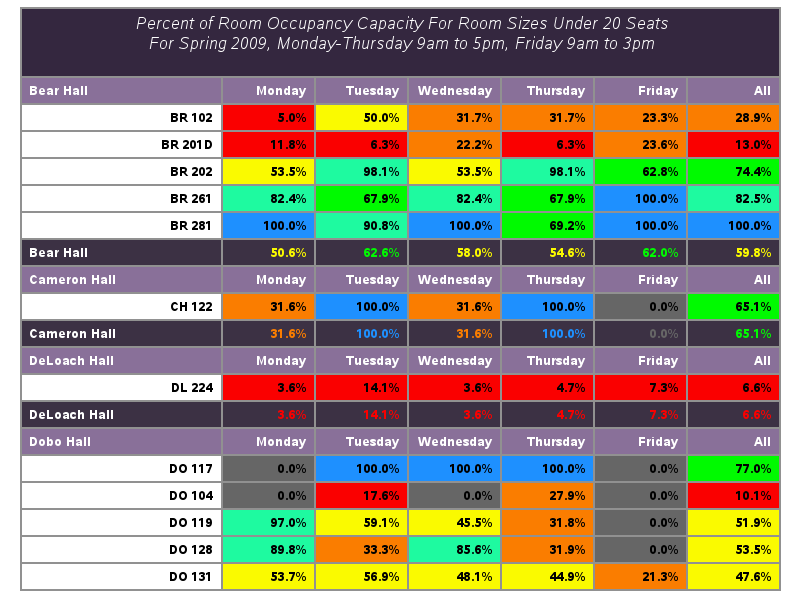 Percent of Room Occupancy Capacity For Room Sizes Under 20 Seats
For Spring 2009, Monday-Thursday 9am to 5pm, Friday 9am to 3pm
Bear Hall Monday Tuesday Wednesday Thursday Friday All
BR 102 5.0% 50.0% 31.7% 31.7% 23.3% 28.9%
BR 201D 11.8% 6.3% 22.2% 6.3% 23.6% 13.0%
BR 202 53.5% 98.1% 53.5% 98.1% 62.8% 74.4%
BR 261 82.4% 67.9% 82.4% 67.9% 100.0% 82.5%
BR 281 100.0% 90.8% 100.0% 69.2% 100.0% 100.0%
Bear Hall 50.6% 62.6% 58.0% 54.6% 62.0% 59.8%
Cameron Hall Monday Tuesday Wednesday Thursday Friday All
CH 122 31.6% 100.0% 31.6% 100.0% 0.0% 65.1%
Cameron Hall 31.6% 100.0% 31.6% 100.0% 0.0% 65.1%
DeLoach Hall Monday Tuesday Wednesday Thursday Friday All
DL 224 3.6% 14.1% 3.6% 4.7% 7.3% 6.6%
DeLoach Hall 3.6% 14.1% 3.6% 4.7% 7.3% 6.6%
Dobo Hall Monday Tuesday Wednesday Thursday Friday All
DO 117 0.0% 100.0% 100.0% 100.0% 0.0% 77.0%
DO 104 0.0% 17.6% 0.0% 27.9% 0.0% 10.1%
DO 119 97.0% 59.1% 45.5% 31.8% 0.0% 51.9%
DO 128 89.8% 33.3% 85.6% 31.9% 0.0% 53.5%
DO 131 53.7% 56.9% 48.1% 44.9% 21.3% 47.6%